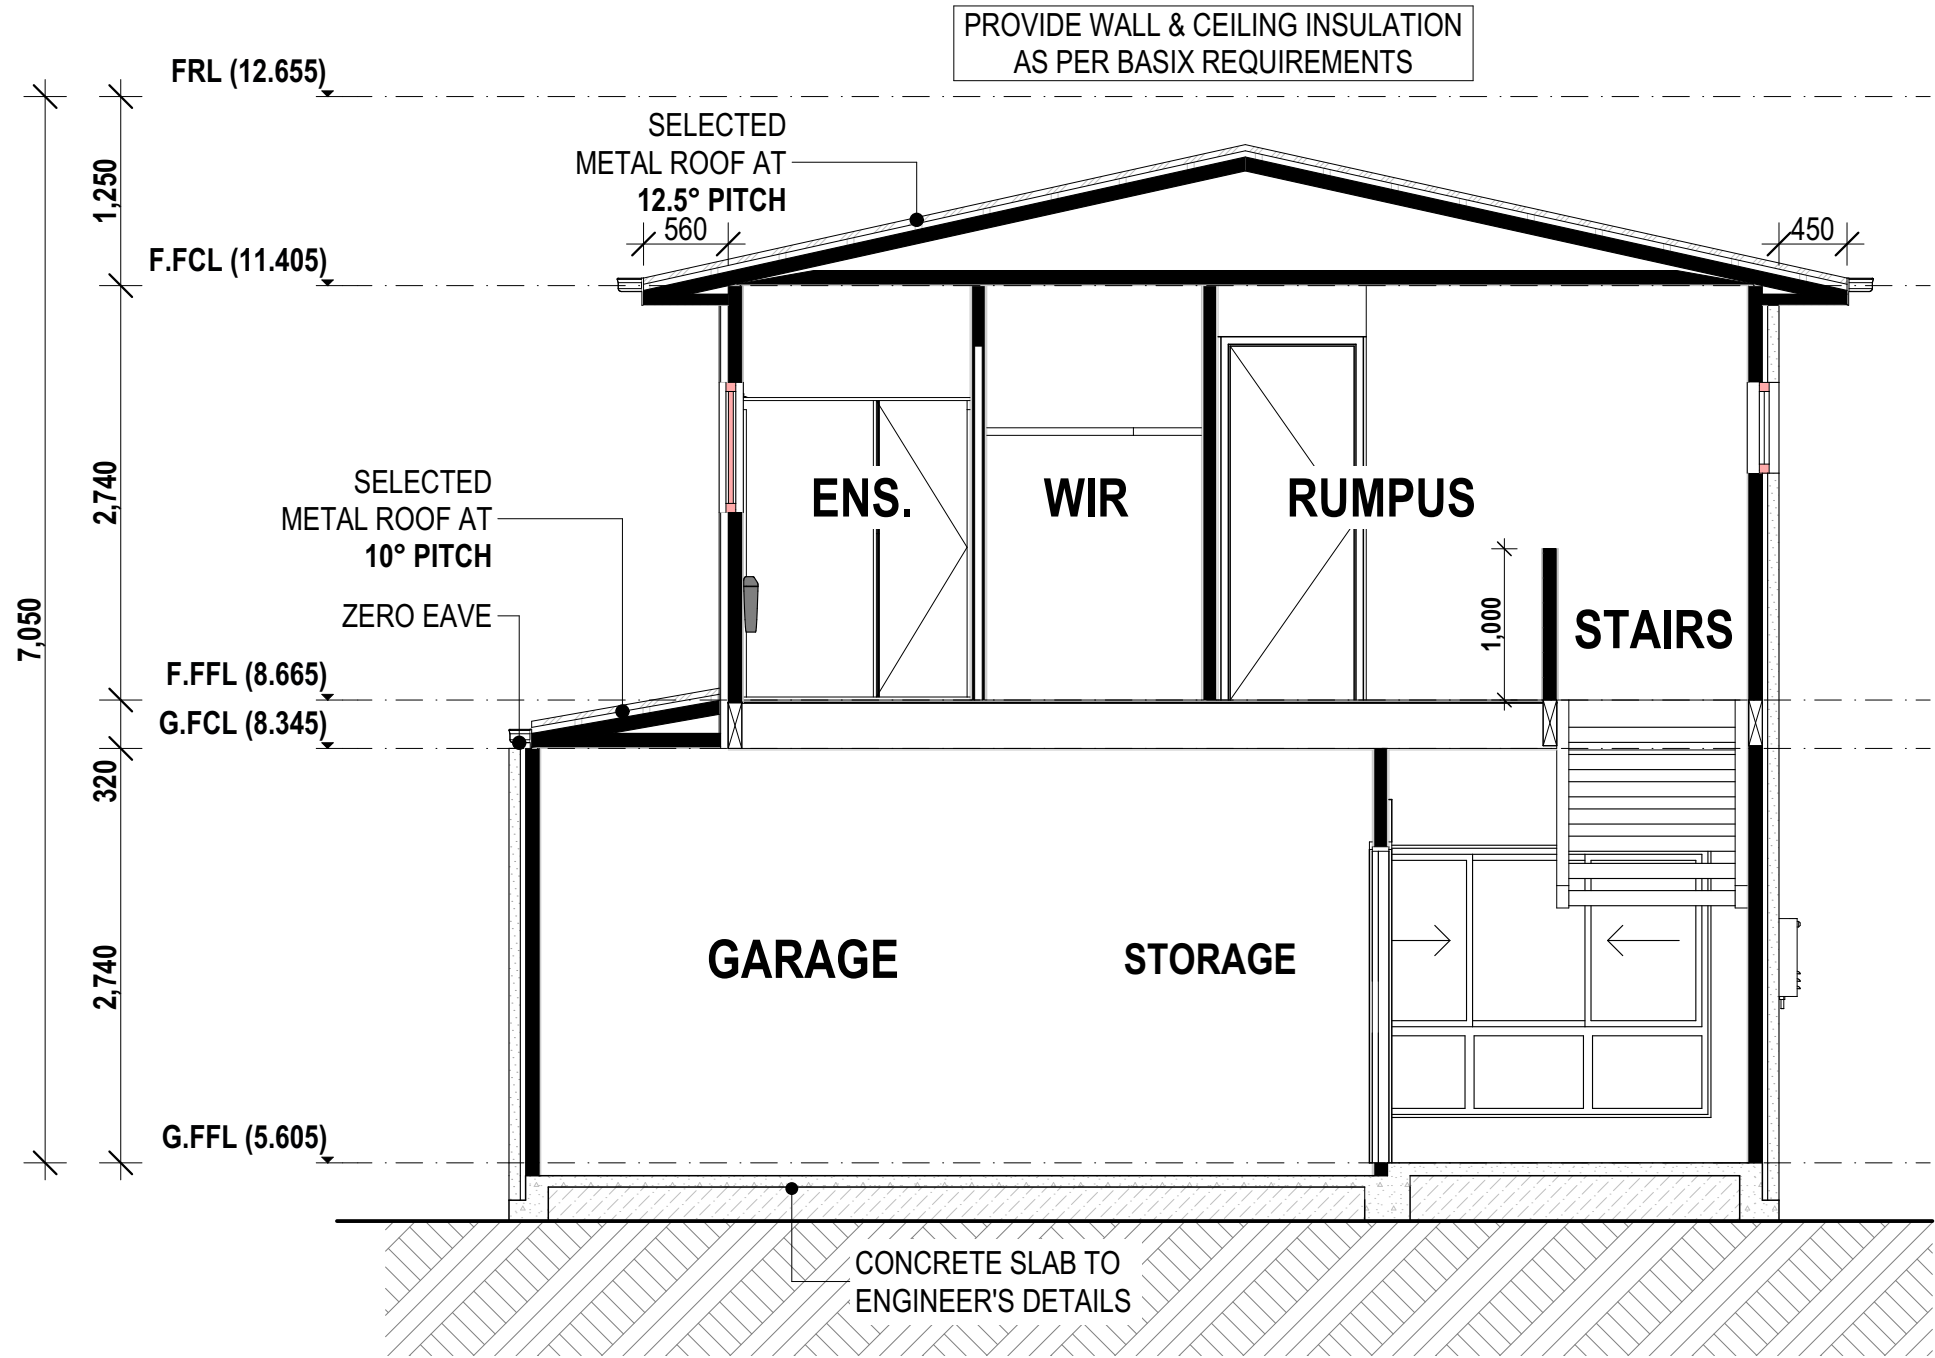 PROVIDE WALL & CEILING INSULATION
AS PER BASIX REQUIREMENTS
FRL (12.655)
SELECTED
METAL ROOF AT
12.5° PITCH
1,250
560
450
F.FCL (11.405)
2,740
SELECTED
METAL ROOF AT
10° PITCH
ENS.
WIR
RUMPUS
ZERO EAVE
7,050
1,000
STAIRS
F.FFL (8.665)
G.FCL (8.345)
320
2,740
GARAGE
STORAGE
G.FFL (5.605)
CONCRETE SLAB TO
ENGINEER'S DETAILS